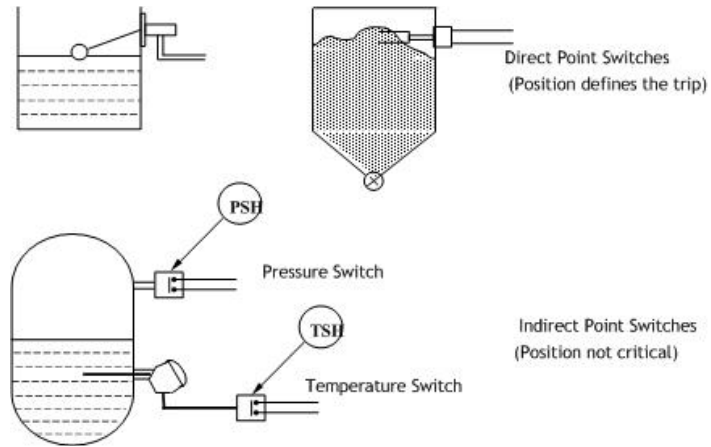 Direct Point Switches
(Position defines the trip)
PSH
Pressure Switch
TSH
Indirect Point Switches
(Position not critical)
Temperature Switch